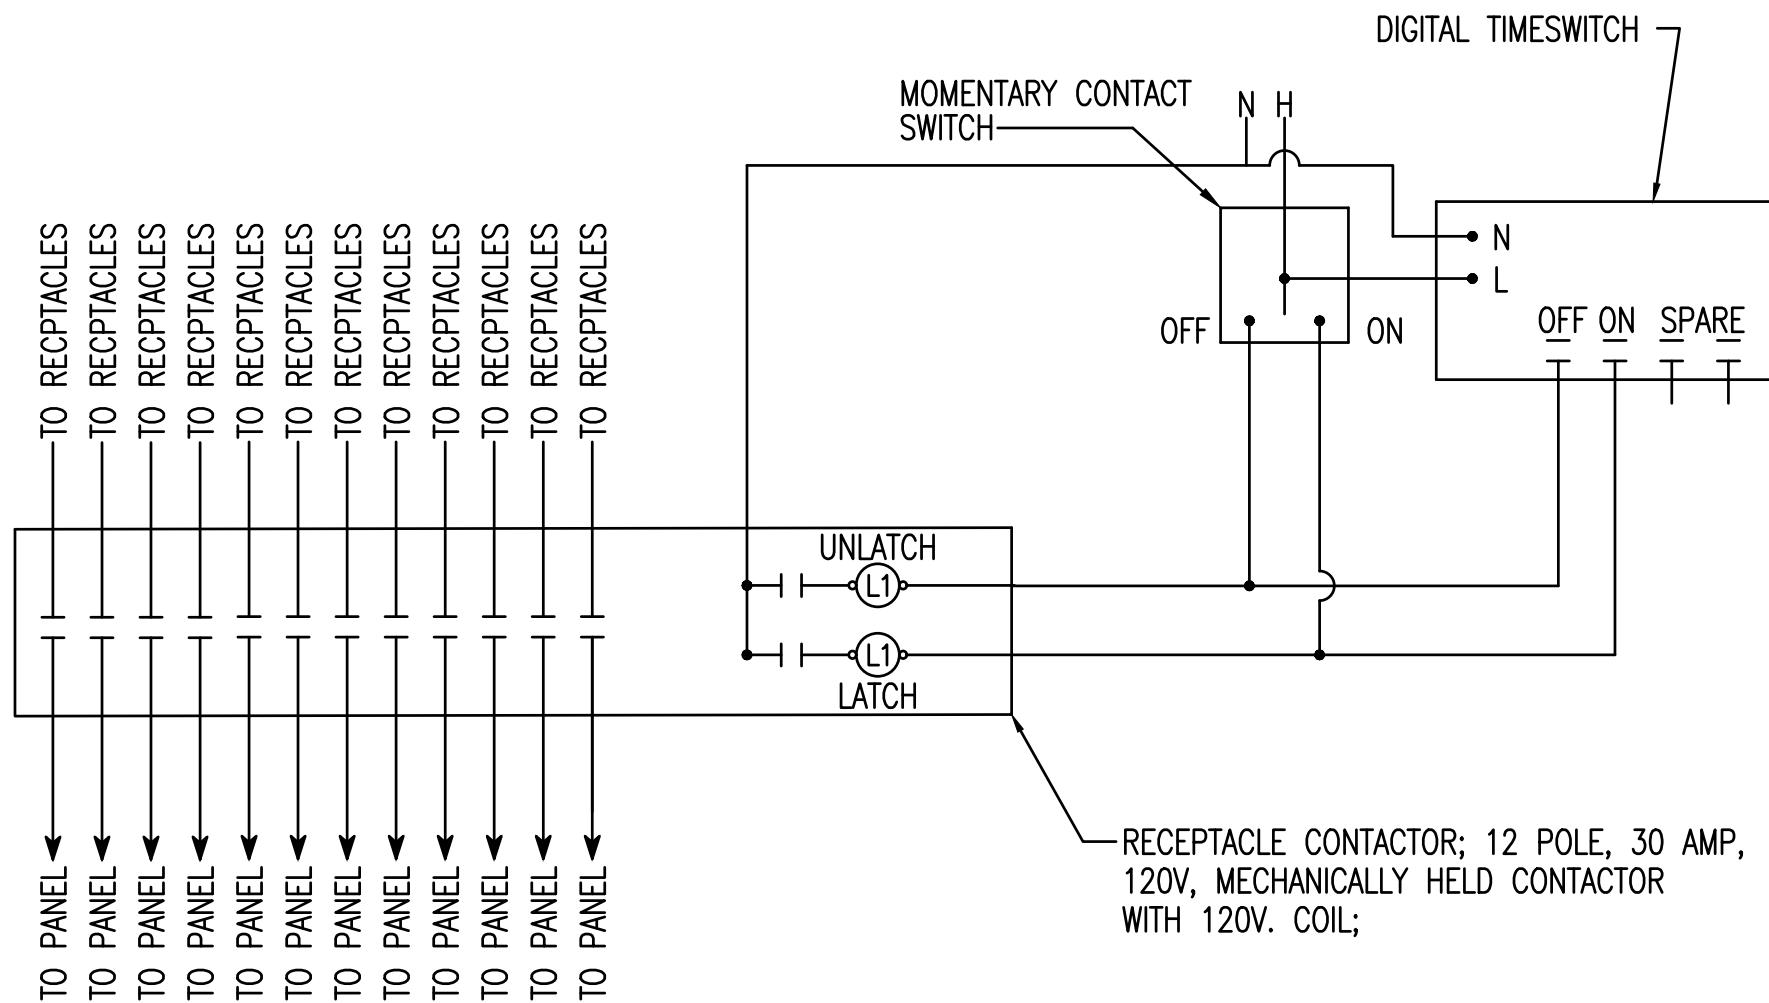 DIGITAL TIMESWITCH
MOMENTARY CONTACT
SWITCH
N H
N
L
OFF ON SPARE
OFF ON
TO RECPTACLES
TO RECPTACLES
TO RECPTACLES
TO RECPTACLES
TO RECPTACLES
TO RECPTACLES
TO RECPTACLES
TO RECPTACLES
TO RECPTACLES
TO RECPTACLES
TO RECPTACLES
TO RECPTACLES
UNLATCH
L1
L1
LATCH
RECEPTACLE CONTACTOR; 12 POLE, 30 AMP,
120V, MECHANICALLY HELD CONTACTOR
WITH 120V. COIL;
TO PANEL
TO PANEL
TO PANEL
TO PANEL
TO PANEL
TO PANEL
TO PANEL
TO PANEL
TO PANEL
TO PANEL
TO PANEL
TO PANEL